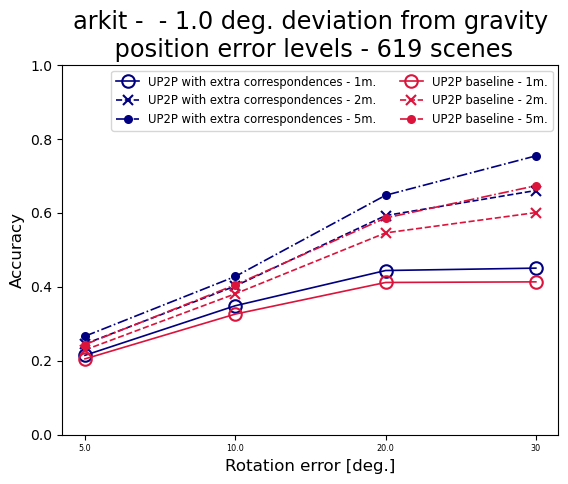 arkit -  - 1.0 deg. deviation from gravity
position error levels - 619 scenes
UP2P with extra correspondences - 1m.
UP2P with extra correspondences - 2m.
UP2P with extra correspondences - 5m.
UP2P baseline - 1m.
UP2P baseline - 2m.
UP2P baseline - 5m.
Accuracy
1.0
0.8
0.6
0.4
0.2
0.0
5.0
10.0
20.0
30
Rotation error [deg.]